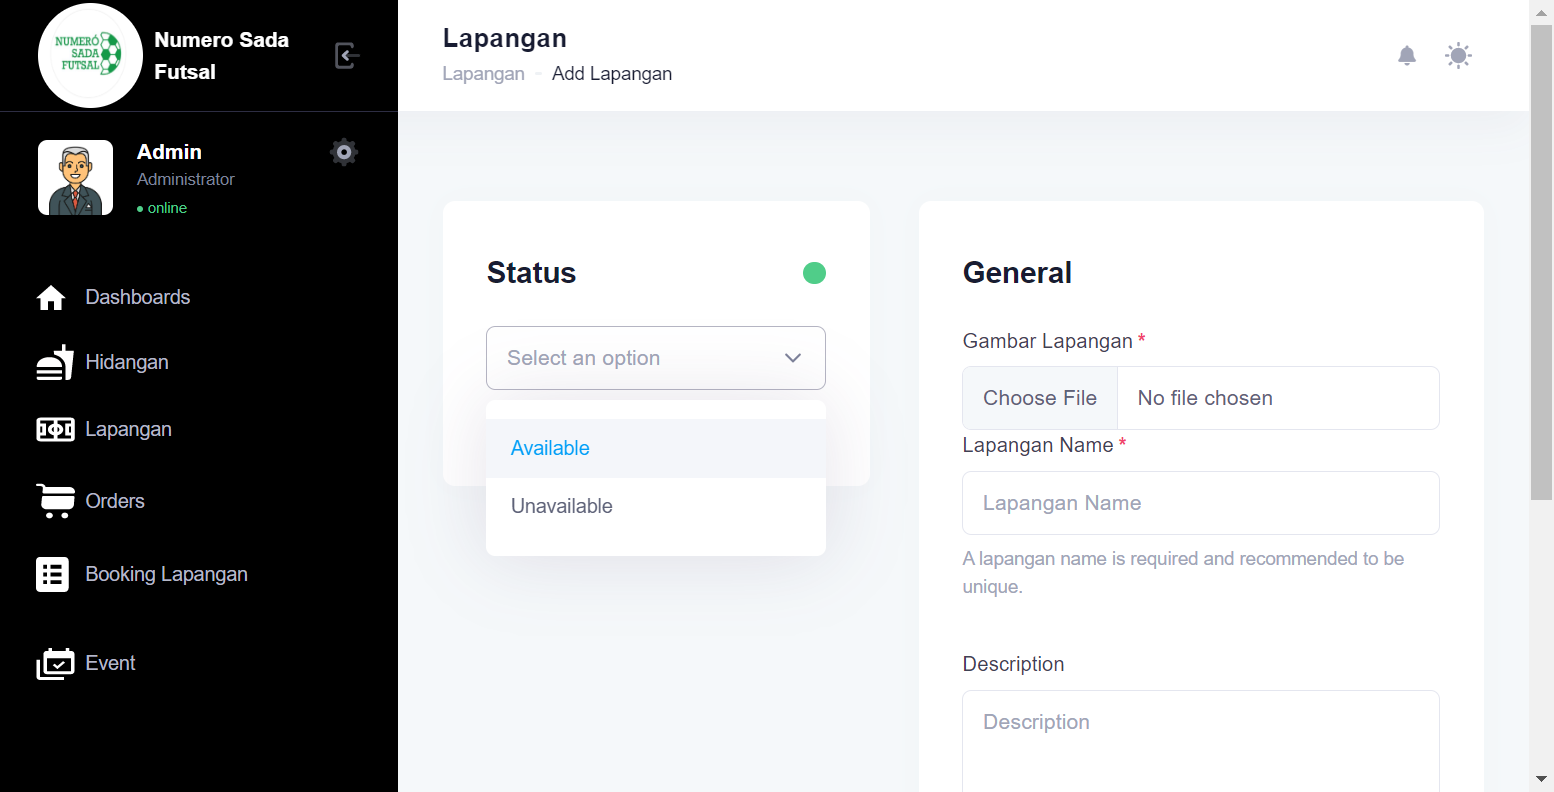 NUMERÓ
SADA
FUTSAL
Numero Sada
Futsal
Admin
Administrator
online
Dashboards
Hidangan
Lapangan
Orders
Booking Lapangan
Event
Lapangan
Lapangan - Add Lapangan
Status
Select an option
Available
Unavailable
General
Gambar Lapangan *
Choose File No file chosen
Lapangan Name *
Lapangan Name
A lapangan name is required and recommended to be
unique.
Description
Description